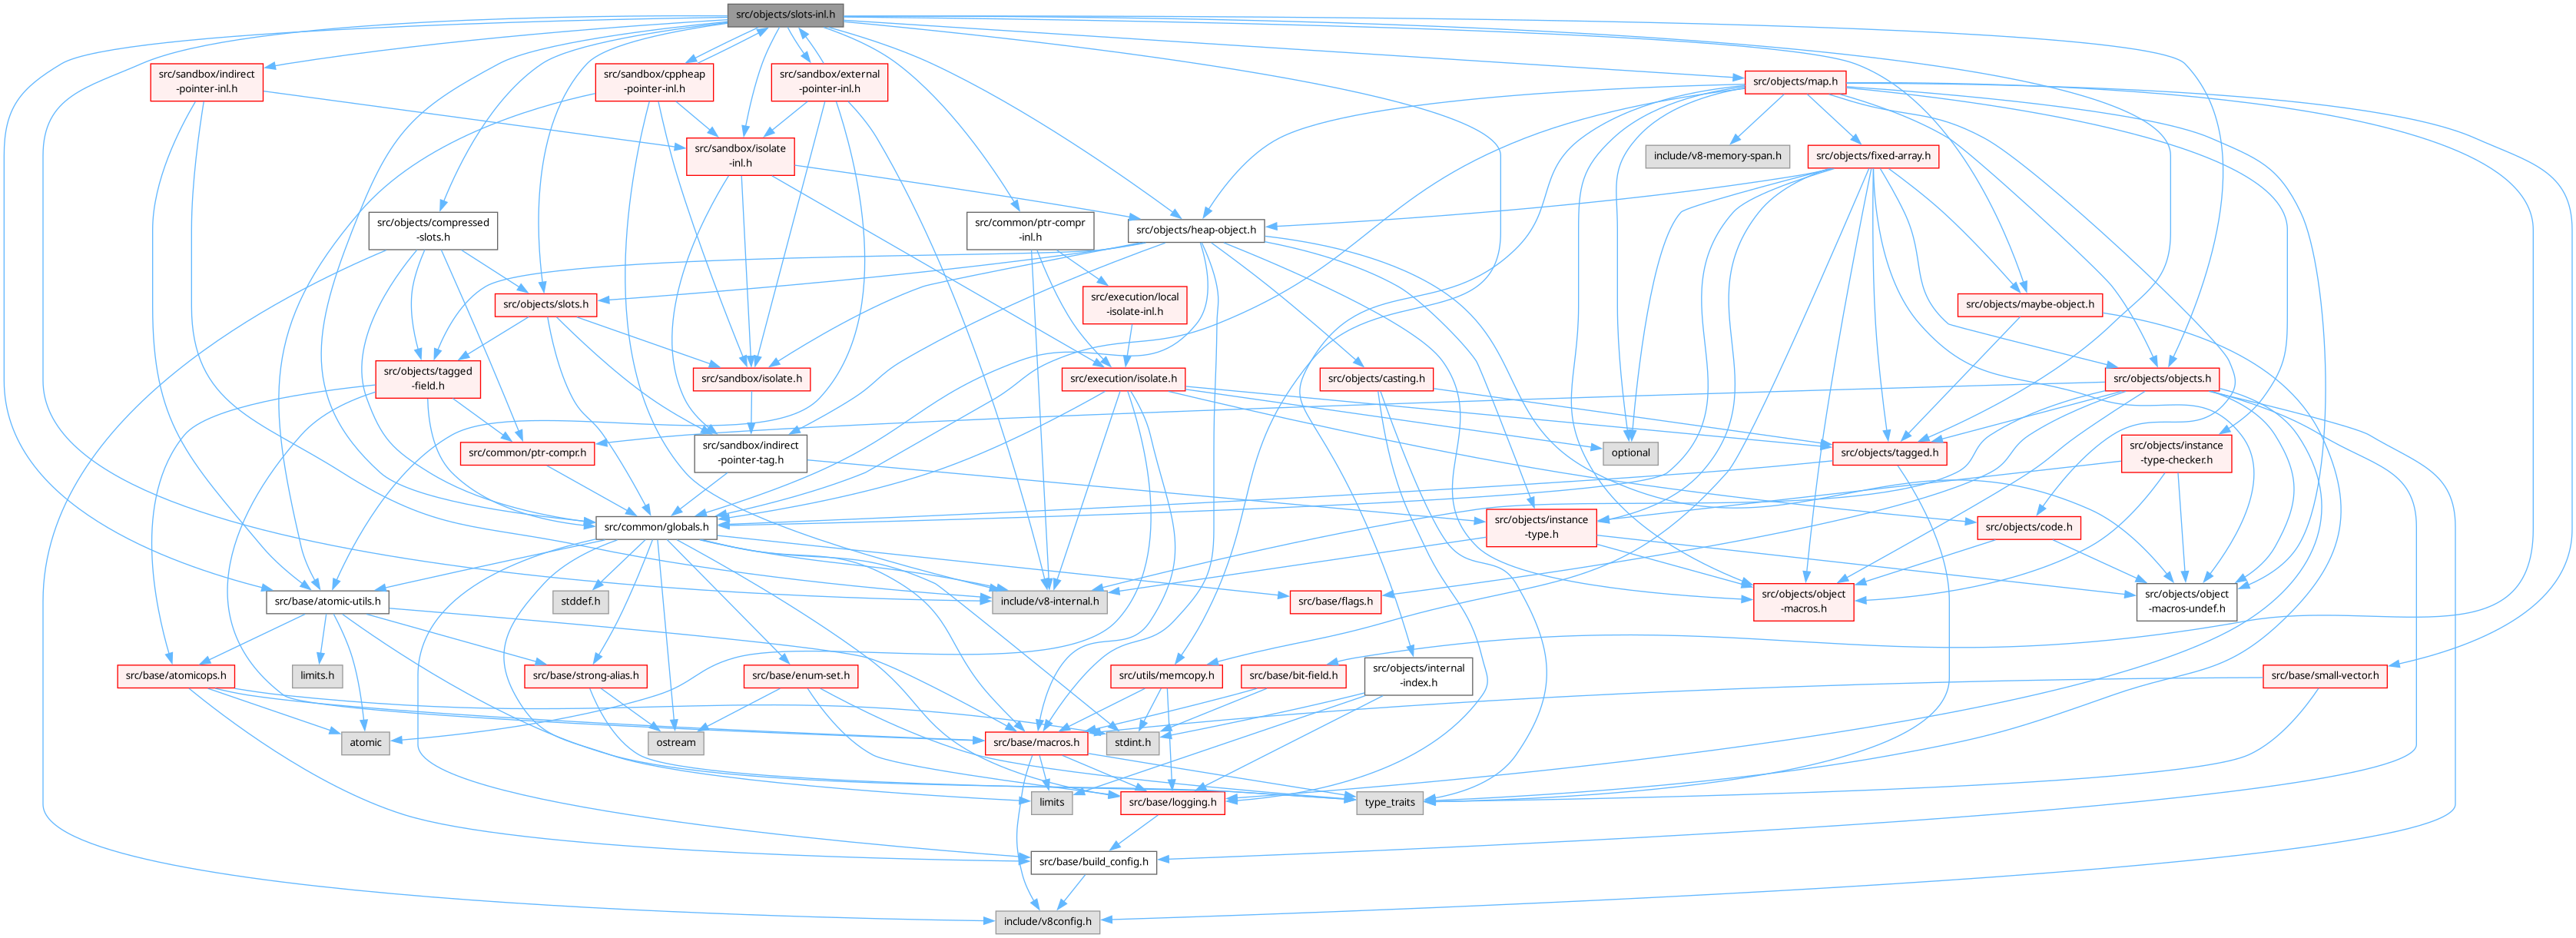 src/objects/slots-inl.h
src/sandbox/indirect
-pointer-inl.h
src/sandbox/cppheap
-pointer-inl.h
src/sandbox/external
-pointer-inl.h
src/objects/map.h
src/sandbox/isolate
-inl.h
include/v8-memory-span.h
src/objects/fixed-array.h
src/objects/compressed
-slots.h
src/common/ptr-compr
-inl.h
src/objects/heap-object.h
src/objects/slots.h
src/execution/local
-isolate-inl.h
src/objects/maybe-object.h
src/objects/tagged
-field.h
src/sandbox/isolate.h
src/execution/isolate.h
src/objects/casting.h
src/objects/objects.h
src/common/ptr-compr.h
src/sandbox/indirect
-pointer-tag.h
optional
src/objects/tagged.h
src/objects/instance
-type-checker.h
src/common/globals.h
src/objects/instance
-type.h
src/objects/code.h
src/base/atomic-utils.h
stddef.h
include/v8-internal.h
src/base/flags.h
src/objects/object
-macros.h
src/objects/object
-macros-undef.h
src/base/atomicops.h
limits.h
src/base/strong-alias.h
src/base/enum-set.h
src/utils/memcopy.h
src/base/bit-field.h
src/objects/internal
-index.h
src/base/small-vector.h
atomic
ostream
src/base/macros.h
stdint.h
limits
src/base/logging.h
type_traits
src/base/build_config.h
include/v8config.h